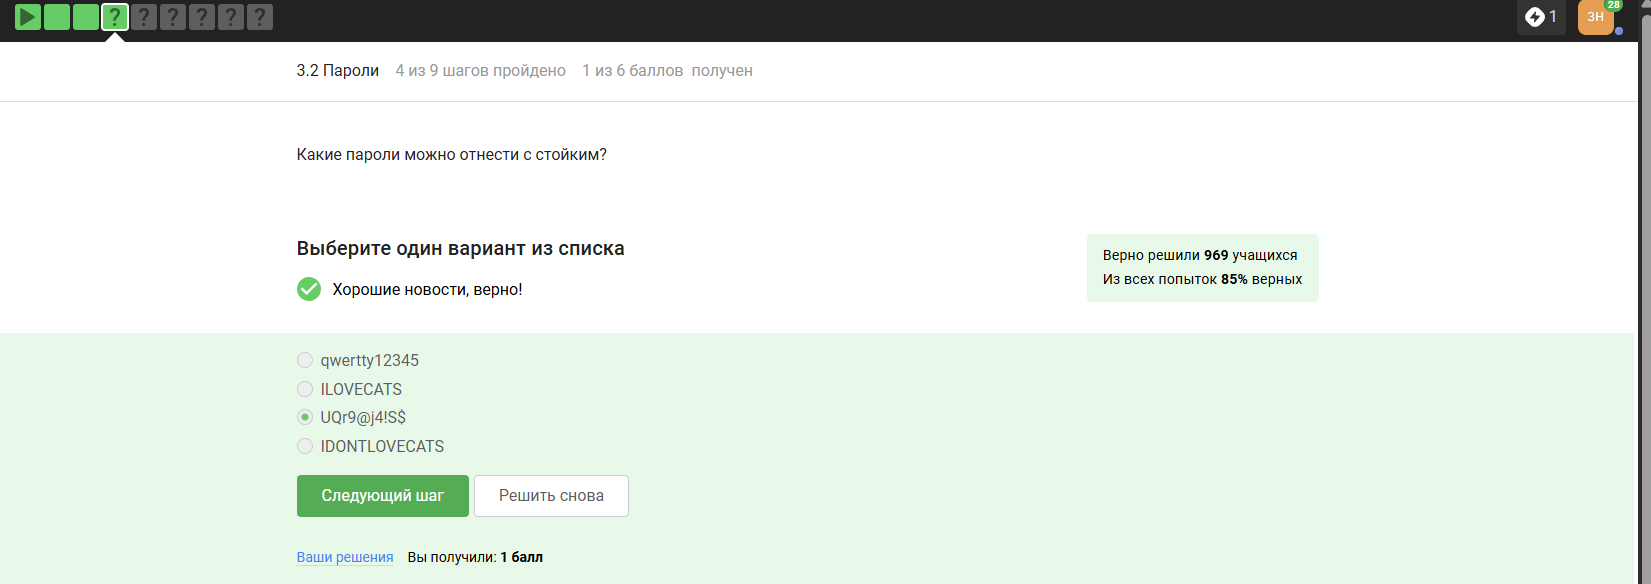 ? ? ? ? ? ?
1
ЗН
28
3.2 Пароли 4 из 9 шагов пройдено 1 из 6 баллов получен
Какие пароли можно отнести с стойким?
Выберите один вариант из списка
Хорошие новости, верно!
Верно решили 969 учащихся
Из всех попыток 85% верных
qwertty12345
ILOVECATS
UQr9@j4!S$
IDONTLOVECATS
Следующий шаг Решить снова
Ваши решения Вы получили: 1 балл